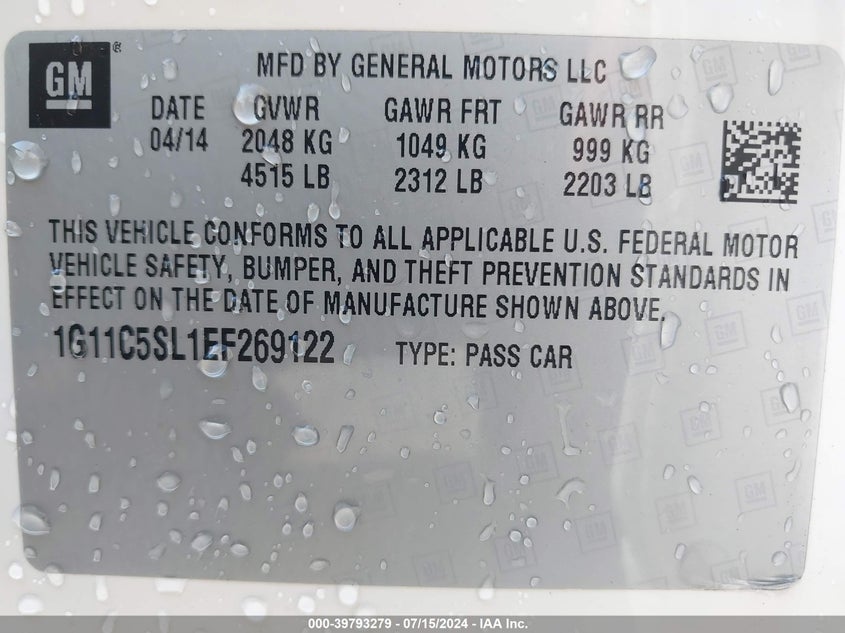 GM ®
MFD BY GENERAL MOTORS LLC
DATE GVWR GAWR FRT GAWR RR
04/14 2048 KG 1049 KG 999 KG
4515 LB 2312 LB 2203 LB
THIS VEHICLE CONFORMS TO ALL APPLICABLE U.S. FEDERAL MOTOR
VEHICLE SAFETY, BUMPER, AND THEFT PREVENTION STANDARDS IN
EFFECT ON THE DATE OF MANUFACTURE SHOWN ABOVE.
1G11C5SL1EF269122 TYPE: PASS CAR
000-39793279 - 07/15/2024 - IAA Inc.